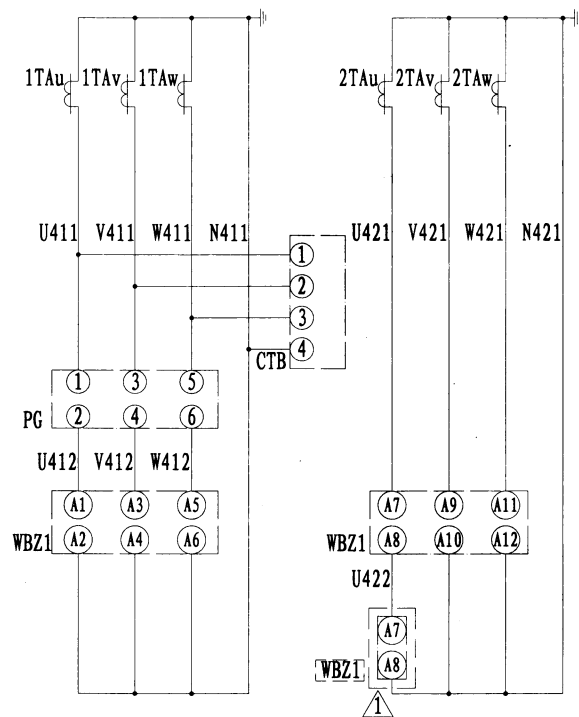 1TAu 1TAv 1TAw 2TAu 2TAv 2TAw
U411 V411 W411 N411 U421 V421 W421 N421
1
2
3
4
CTB
1 3 5
PG 2 4 6
U412 V412 W412
A1 A3 A5 A7 A9 A11
WBZ1 A2 A4 A6 WBZ1 A8 A10 A12
U422
A7
WBZ1 A8
1